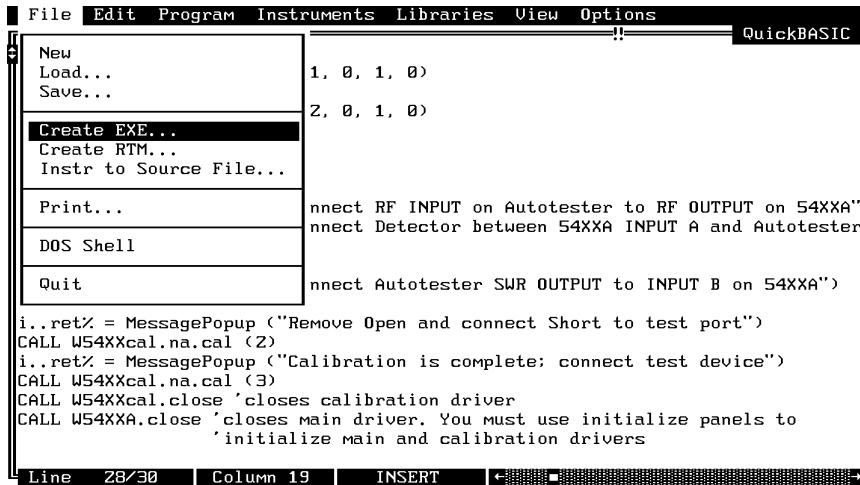 File Edit Program Instruments Libraries View Options
QuickBASIC
New
Load...
Save...
Create EXE...
Create RTM...
Instr to Source File...
Print...
DOS Shell
Quit
1, 0, 1, 0)
2, 0, 1, 0)
nnect RF INPUT on Autotester to RF OUTPUT on 54XXA"
nnect Detector between 54XXA INPUT A and Autotester
nnect Autotester SWR OUTPUT to INPUT B on 54XXA")
i..ret% = MessagePopup ("Remove Open and connect Short to test port")
CALL W54XXcal.na.cal (2)
i..ret% = MessagePopup ("Calibration is complete; connect test device")
CALL W54XXcal.na.cal (3)
CALL W54XXcal.close 'closes calibration driver
CALL W54XXA.close 'closes main driver. You must use initialize panels to
'initialize main and calibration drivers
Line 28/30 Column 19 INSERT